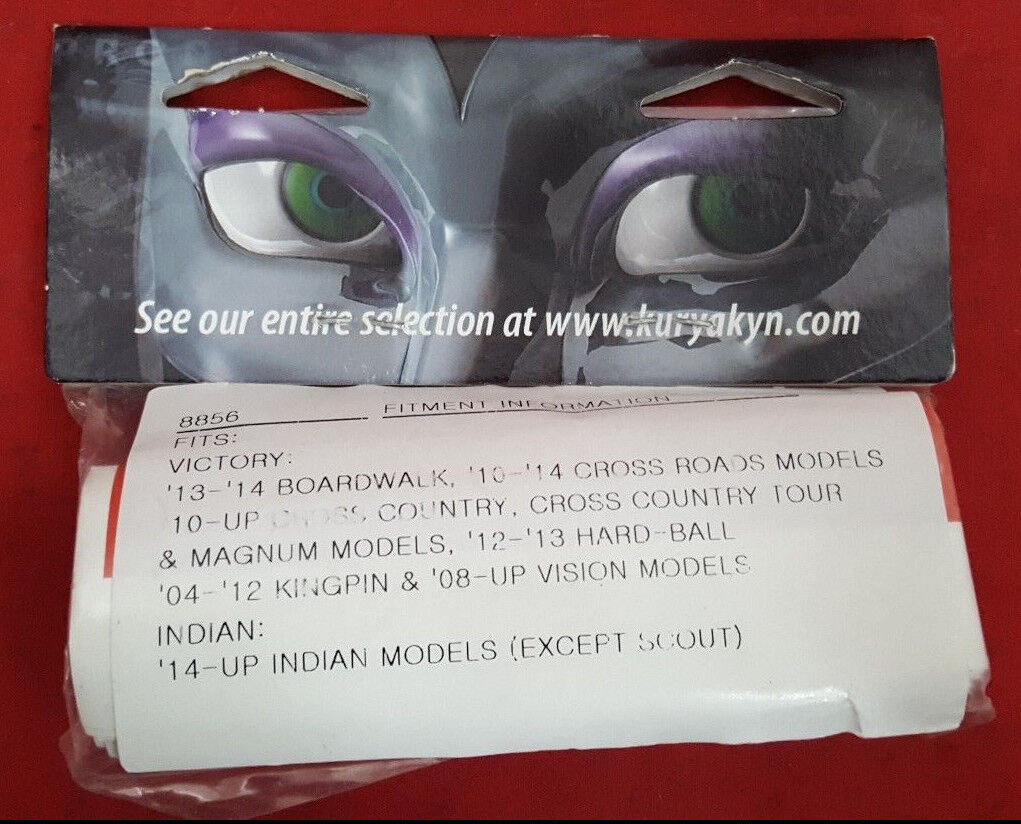 See our entire selection at www.kuryakyn.com
8856 FITMENT INFORMATION
FITS:
VICTORY:
'13-'14 BOARDWALK, '10-'14 CROSS ROADS MODELS
10-UP CROSS COUNTRY, CROSS COUNTRY TOUR
& MAGNUM MODELS, '12-'13 HARD-BALL
'04-'12 KINGPIN & '08-UP VISION MODELS
INDIAN:
'14-UP INDIAN MODELS (EXCEPT SCOUT)